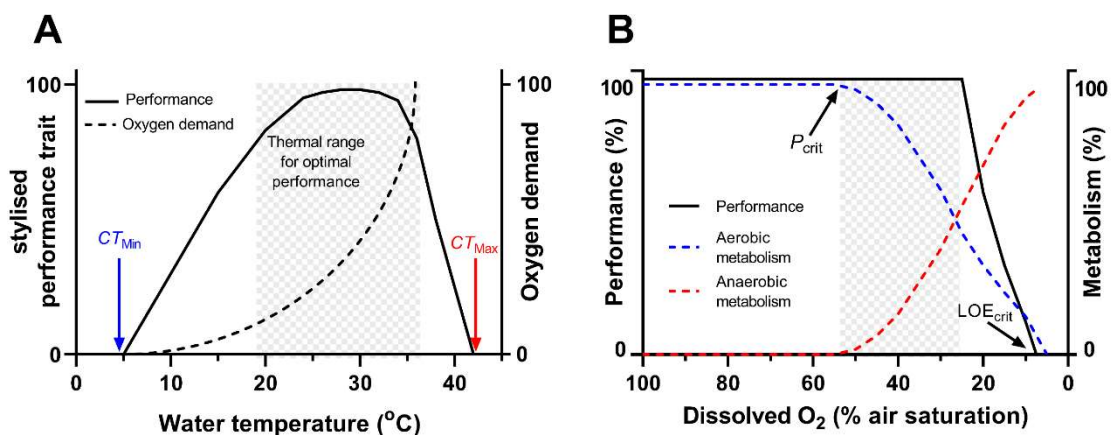 A
stylised
performance trait
100
0
Performance
Oxygen demand
Thermal range
for optimal
performance
CTMin
CTMax
100
0
Oxygen demand
0
10
20
30
40
Water temperature (oC)
B
Performance (%)
100
0
Pcrit
Performance
Aerobic
metabolism
Anaerobic
metabolism
LOEcrit
100
0
Metabolism (%)
100
80
60
40
20
0
Dissolved O2 (% air saturation)